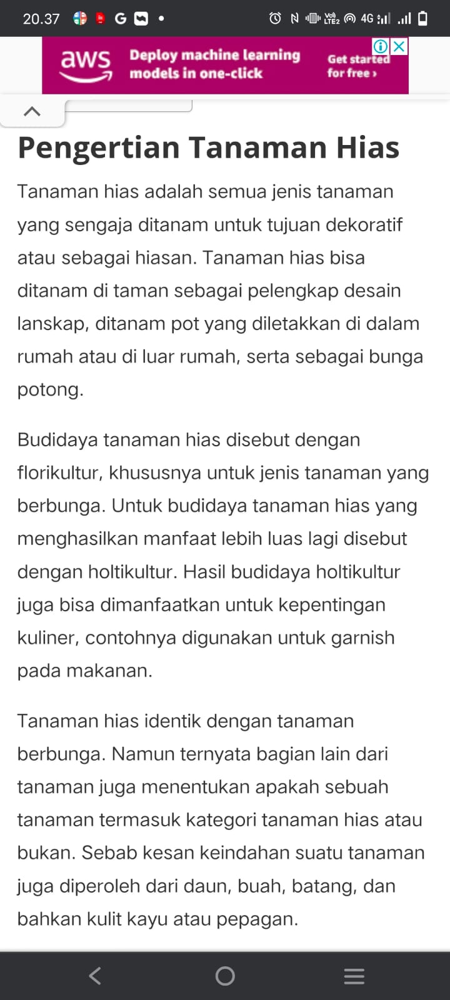 20.37 G VoD LTE2 4G
aws Deploy machine learning models in one-click Get started for free ›
Pengertian Tanaman Hias
Tanaman hias adalah semua jenis tanaman
yang sengaja ditanam untuk tujuan dekoratif
atau sebagai hiasan. Tanaman hias bisa
ditanam di taman sebagai pelengkap desain
lanskap, ditanam pot yang diletakkan di dalam
rumah atau di luar rumah, serta sebagai bunga
potong.
Budidaya tanaman hias disebut dengan
florikultur, khususnya untuk jenis tanaman yang
berbunga. Untuk budidaya tanaman hias yang
menghasilkan manfaat lebih luas lagi disebut
dengan holtikultur. Hasil budidaya holtikultur
juga bisa dimanfaatkan untuk kepentingan
kuliner, contohnya digunakan untuk garnish
pada makanan.
Tanaman hias identik dengan tanaman
berbunga. Namun ternyata bagian lain dari
tanaman juga menentukan apakah sebuah
tanaman termasuk kategori tanaman hias atau
bukan. Sebab kesan keindahan suatu tanaman
juga diperoleh dari daun, buah, batang, dan
bahkan kulit kayu atau pepagan.